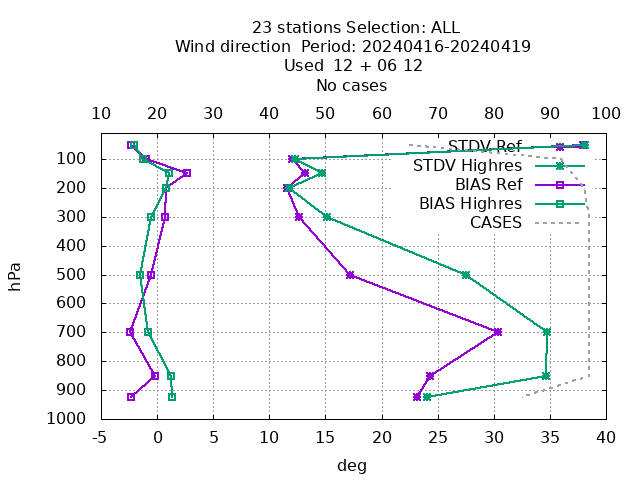 23 stations Selection: ALL
Wind direction  Period: 20240416-20240419
Used  12 + 06 12
No cases
10 20 30 40 50 60 70 80 90 100
STDV Ref
STDV Highres
BIAS Ref
BIAS Highres
CASES
100
200
300
400
500
600
700
800
900
1000
hPa
-5 0 5 10 15 20 25 30 35 40
deg